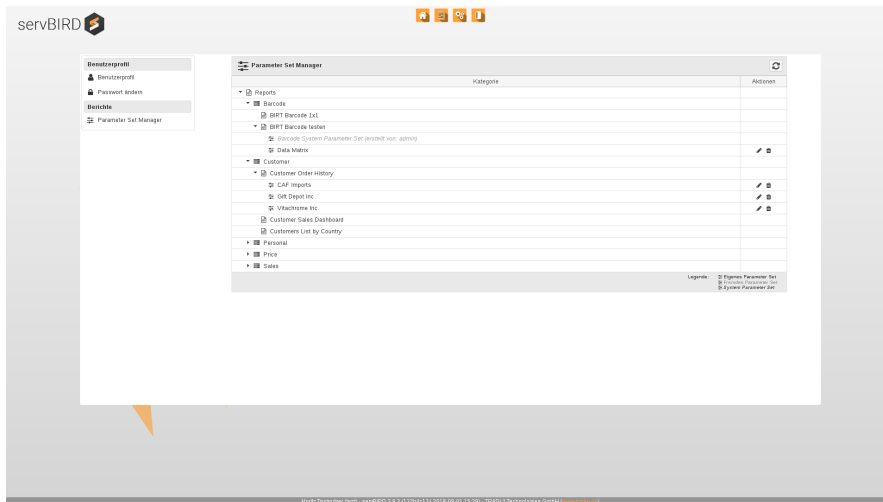 servBIRD
Benutzerprofil
Benutzerprofil
Passwort ändern
Berichte
Parameter Set Manager
Parameter Set Manager
Kategorie Aktionen
Reports
Barcode
BIRT Barcode 1x1
BIRT Barcode testen
Barcode System Parameter Set (erstellt von: admin)
Data Matrix
Customer
Customer Order History
CAF Imports
Gift Depot Inc
Vitachrome Inc.
Customer Sales Dashboard
Customers List by Country
Personal
Price
Sales
Legende: Eigenes Parameter Set
Fremdes Parameter Set
System Parameter Set